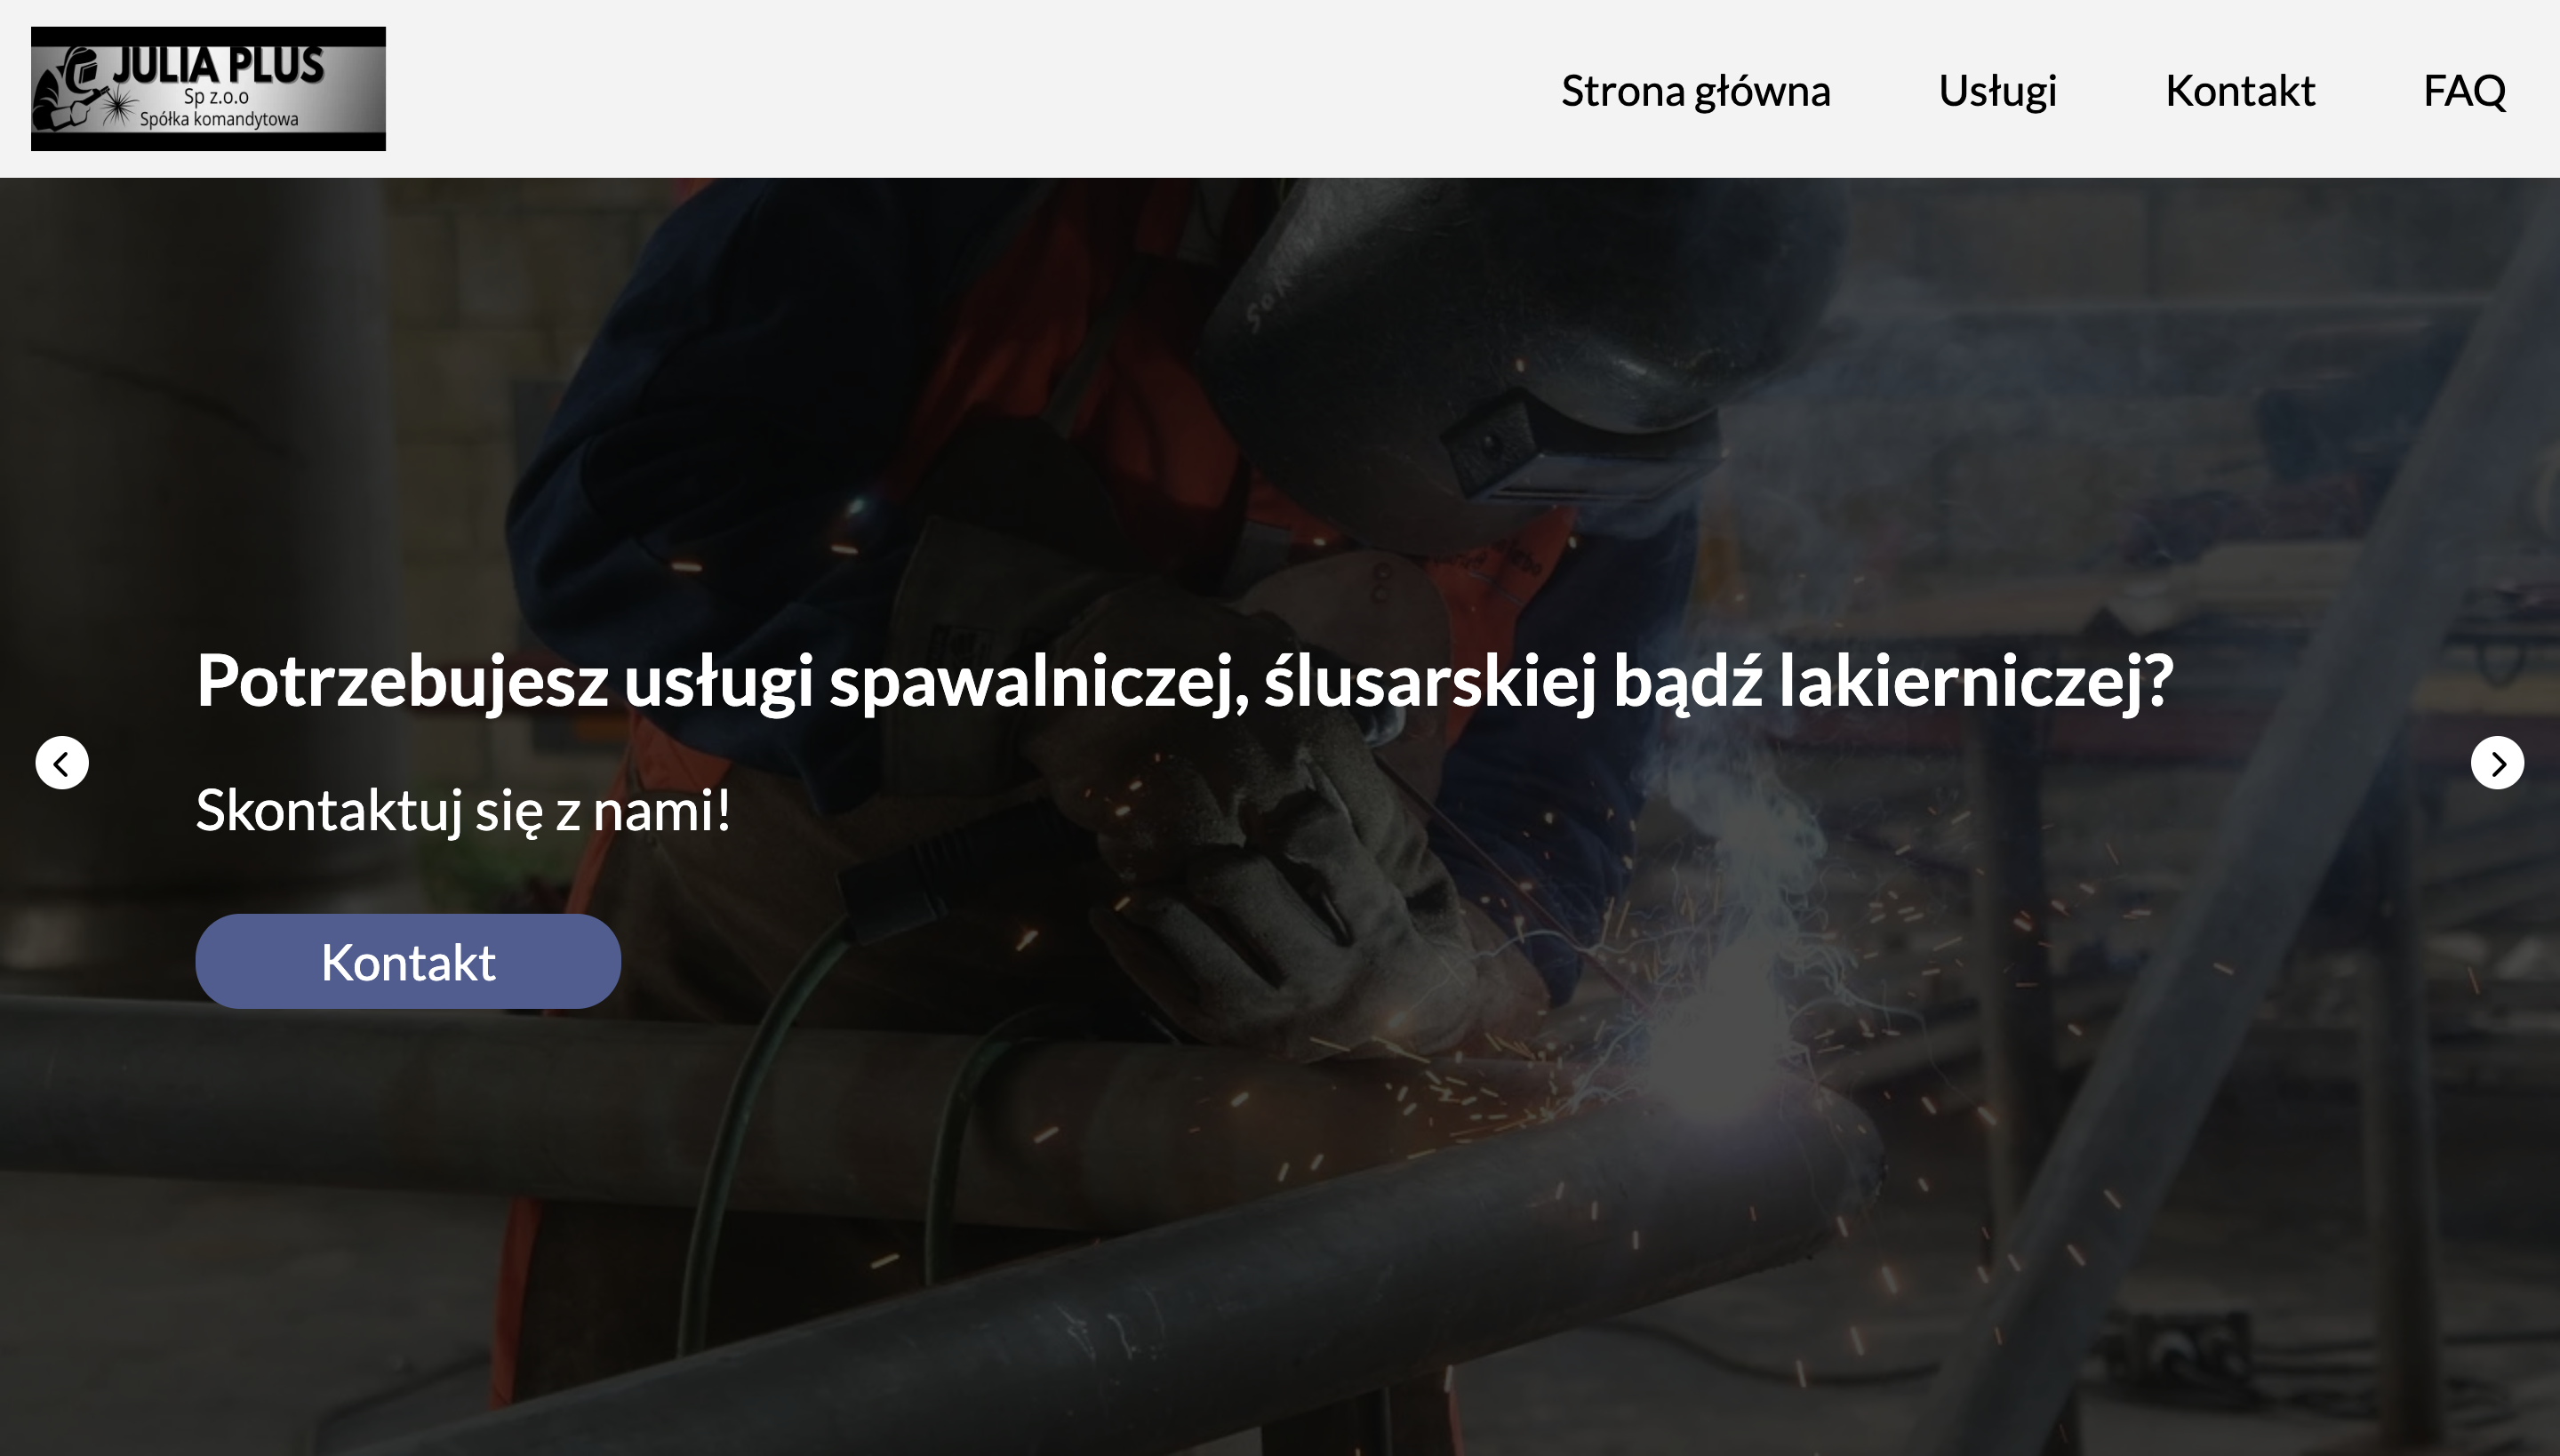 JULIA PLUS
Sp z.o.o
Spółka komandytowa
Strona główna
Usługi
Kontakt
FAQ
Potrzebujesz usługi spawalniczej, ślusarskiej bądź lakierniczej?
Skontaktuj się z nami!
Kontakt